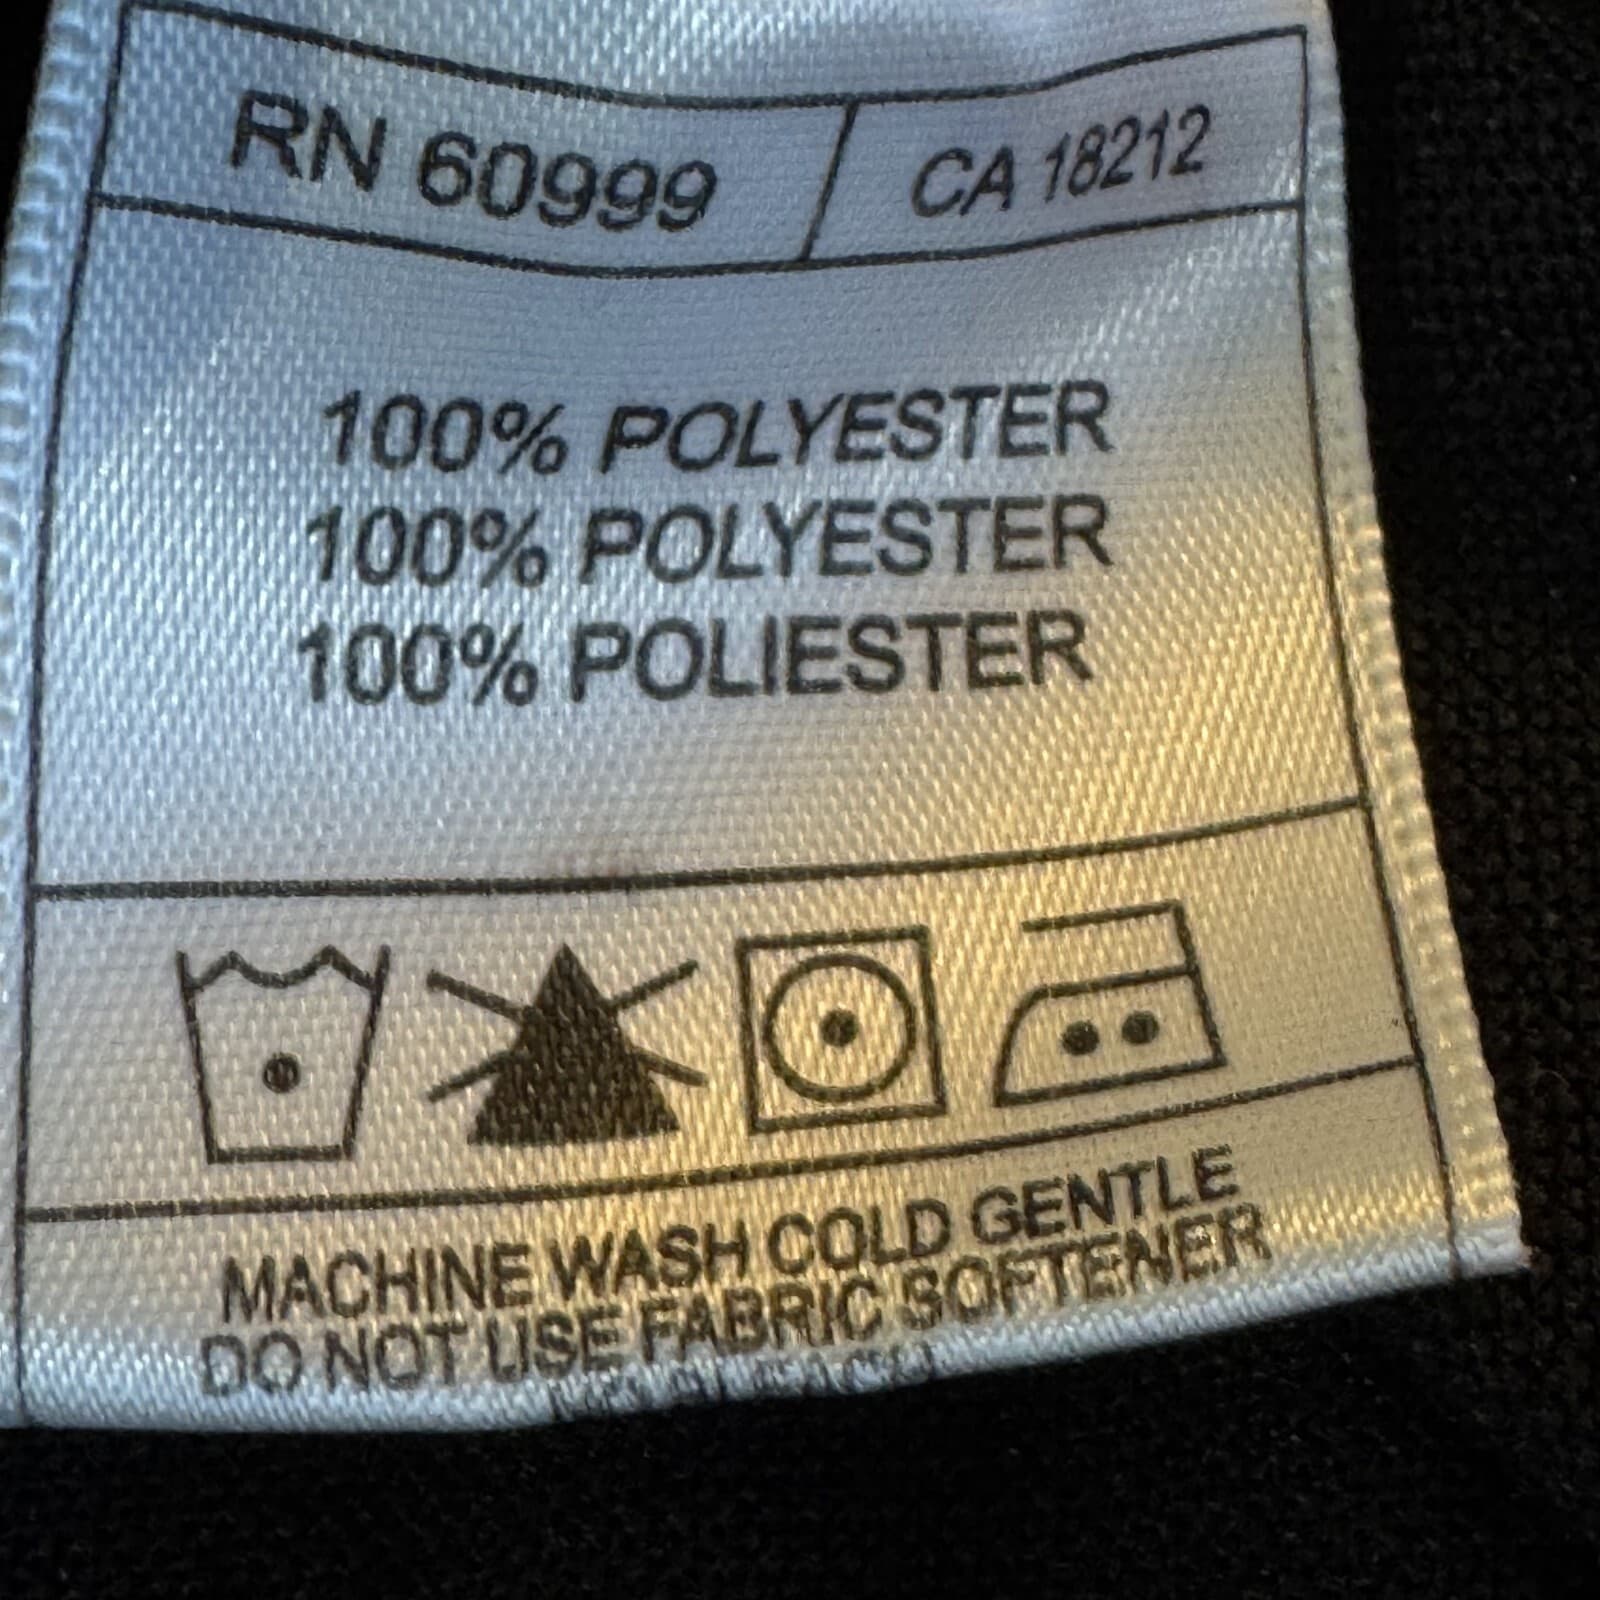 RN 60999 CA 18212
100% POLYESTER
100% POLYESTER
100% POLIESTER
MACHINE WASH COLD GENTLE
DO NOT USE FABRIC SOFTENER